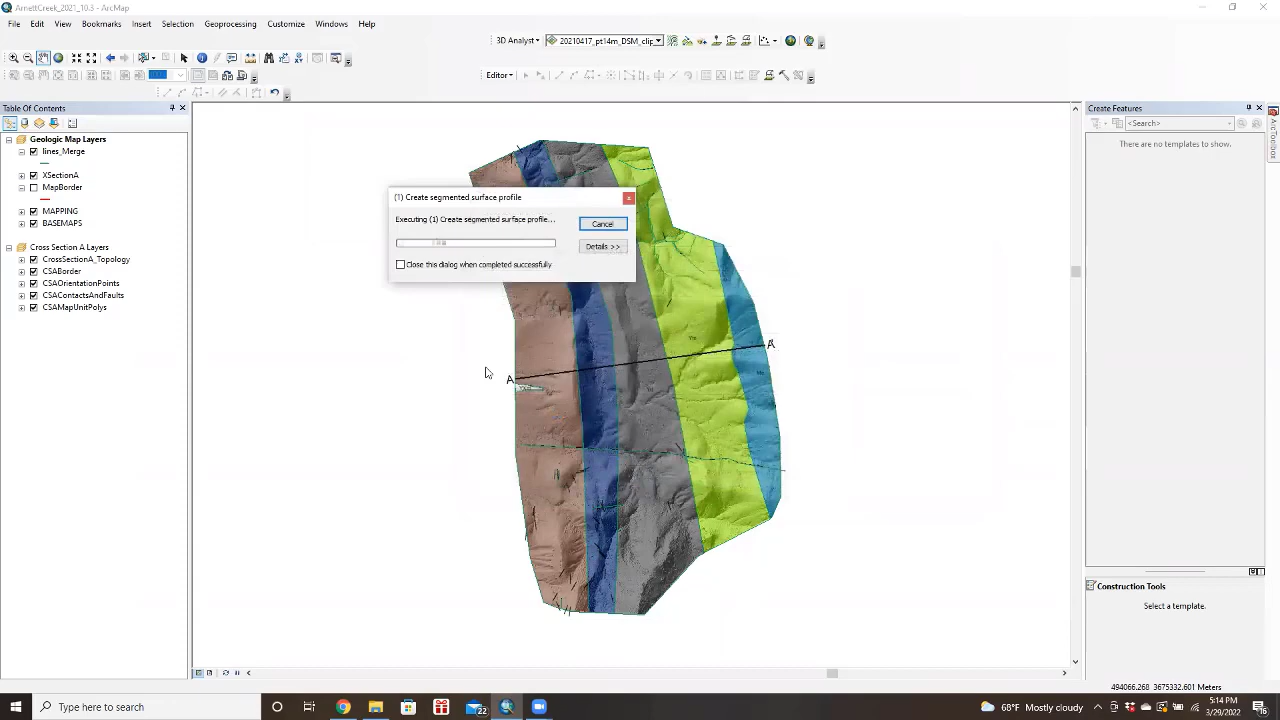 ArnettCreek_2021_10.3 - ArcMap
File Edit View Bookmarks Insert Selection Geoprocessing Customize Windows Help
3D Analyst 20210417_pt14m_DSM_clip
Editor
Table Of Contents
Geologic Map Layers
lines_Merge
XSectionA
MapBorder
MAPPING
BASEMAPS
Cross Section A Layers
CrossSectionA_Topology
CSABorder
CSAOrientationPoints
CSAContactsAndFaults
CSAMapUnitPolys
(1) Create segmented surface profile
Executing (1) Create segmented surface profile...
Cancel
Details >>
Close this dialog when completed successfully
A
A'
Create Features
<Search>
There are no templates to show.
ArcToolbox
Construction Tools
Select a template.
494066.268 3675332.601 Meters
Type here to search
22
68°F Mostly cloudy
5:14 PM
3/29/2022